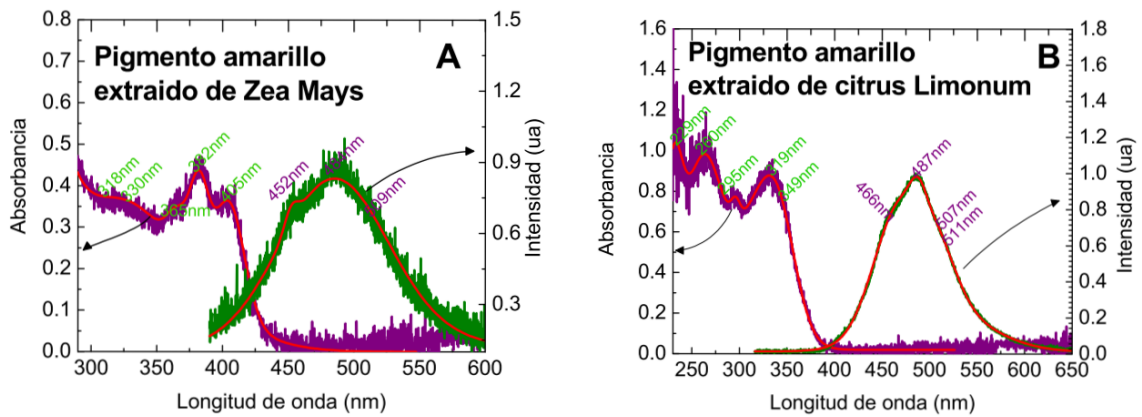 0.8
0.7
0.6
0.5
0.4
0.3
0.2
0.1
0.0
Absorbancia
Pigmento amarillo
extraido de Zea Mays
A
318nm
330nm
365nm
405nm
452nm
1.5
1.2
0.9
0.6
0.3
Intensidad (ua)
300
350
400
450
500
550
600
Longitud de onda (nm)
1.6
1.4
1.2
1.0
0.8
0.6
0.4
0.2
0.0
Absorbancia
Pigmento amarillo
extraido de citrus Limonum
B
229nm
260nm
295nm
319nm
349nm
466nm
487nm
507nm
511nm
1.8
1.6
1.4
1.2
1.0
0.8
0.6
0.4
0.2
0.0
Intensidad (ua)
250
300
350
400
450
500
550
600
650
Longitud de onda (nm)